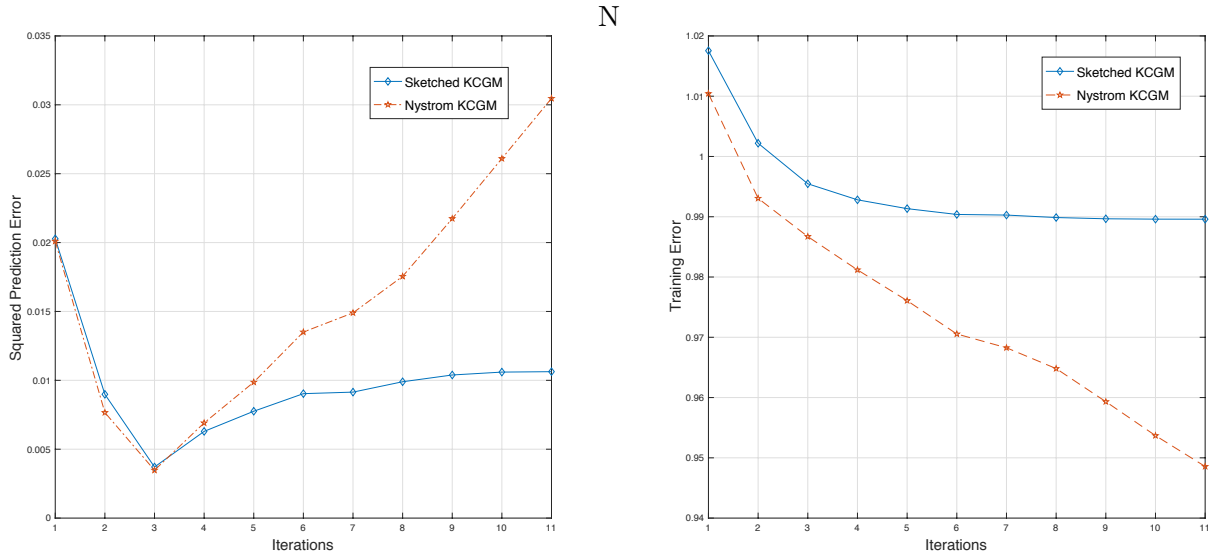 N
0.035
0.03
0.025
0.02
0.015
0.01
0.005
0
Squared Prediction Error
Sketched KCGM
Nystrom KCGM
1 2 3 4 5 6 7 8 9 10 11
Iterations
1.02
1.01
1
0.99
0.98
0.97
0.96
0.95
0.94
Training Error
Sketched KCGM
Nystrom KCGM
1 2 3 4 5 6 7 8 9 10 11
Iterations